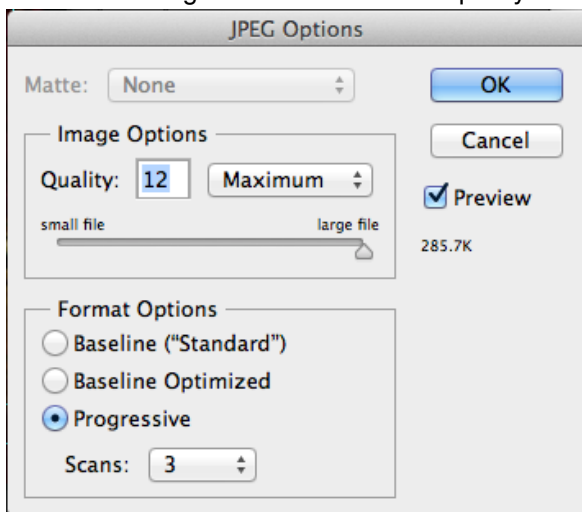 JPEG Options
Matte: None
OK
Image Options
Cancel
Quality: 12 Maximum
Preview
small file large file
285.7K
Format Options
Baseline (“Standard”)
Baseline Optimized
Progressive
Scans: 3